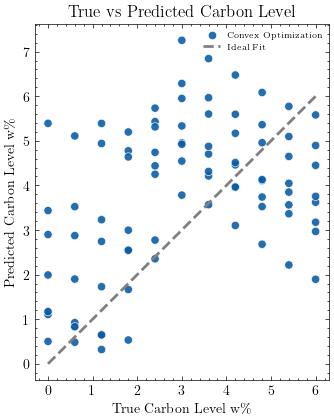 True vs Predicted Carbon Level
Convex Optimization
Ideal Fit
7
6
5
4
3
2
1
0
Predicted Carbon Level w%
0 1 2 3 4 5 6
True Carbon Level w%